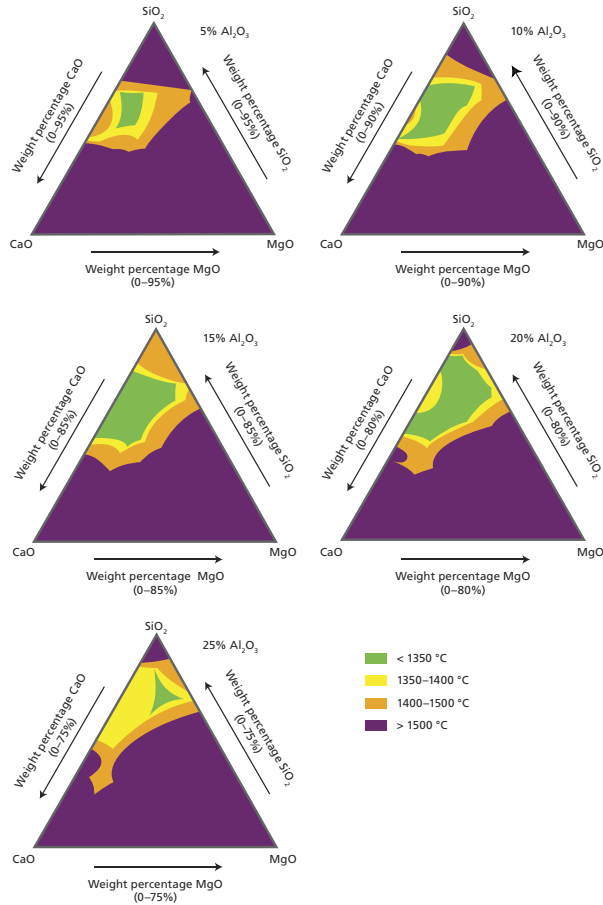 SiO₂
5% Al₂O₃
Weight percentage CaO
(0–95%)
Weight percentage SiO₂
(0–95%)
CaO
MgO
Weight percentage MgO
(0–95%)
SiO₂
10% Al₂O₃
Weight percentage CaO
(0–90%)
Weight percentage SiO₂
(0–90%)
CaO
MgO
Weight percentage MgO
(0–90%)
SiO₂
15% Al₂O₃
Weight percentage CaO
(0–85%)
Weight percentage SiO₂
(0–85%)
CaO
MgO
Weight percentage MgO
(0–85%)
SiO₂
20% Al₂O₃
Weight percentage CaO
(0–80%)
Weight percentage SiO₂
(0–80%)
CaO
MgO
Weight percentage MgO
(0–80%)
SiO₂
25% Al₂O₃
Weight percentage CaO
(0–75%)
Weight percentage SiO₂
(0–75%)
CaO
MgO
Weight percentage MgO
(0–75%)
< 1350 °C
1350–1400 °C
1400–1500 °C
> 1500 °C